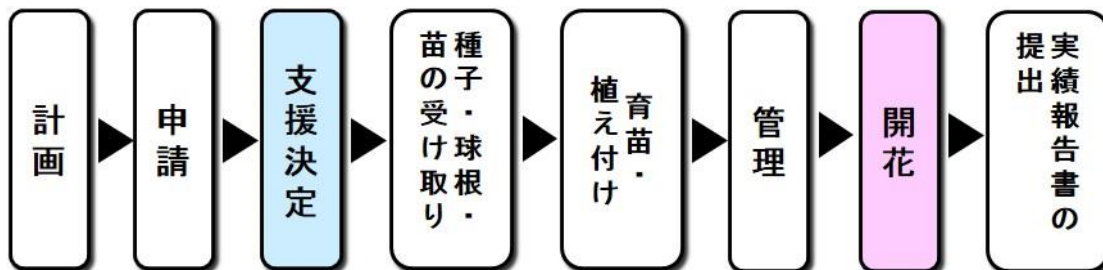 計画
申請
支援決定
種子・球根・
苗の受け取り
育苗・
植え付け
管理
開花
実績報告書の
提出